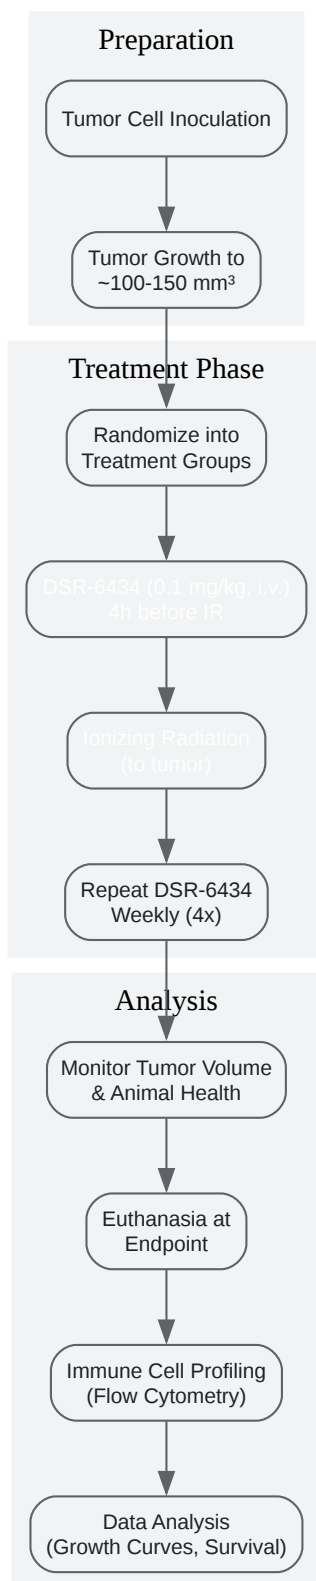 Preparation
Tumor Cell Inoculation
Tumor Growth to
~100-150 mm³
Treatment Phase
Randomize into
Treatment Groups
DSR-6434 (0.1 mg/kg, i.v.)
4h before IR
Ionizing Radiation
(to tumor)
Repeat DSR-6434
Weekly (4x)
Analysis
Monitor Tumor Volume
& Animal Health
Euthanasia at
Endpoint
Immune Cell Profiling
(Flow Cytometry)
Data Analysis
(Growth Curves, Survival)